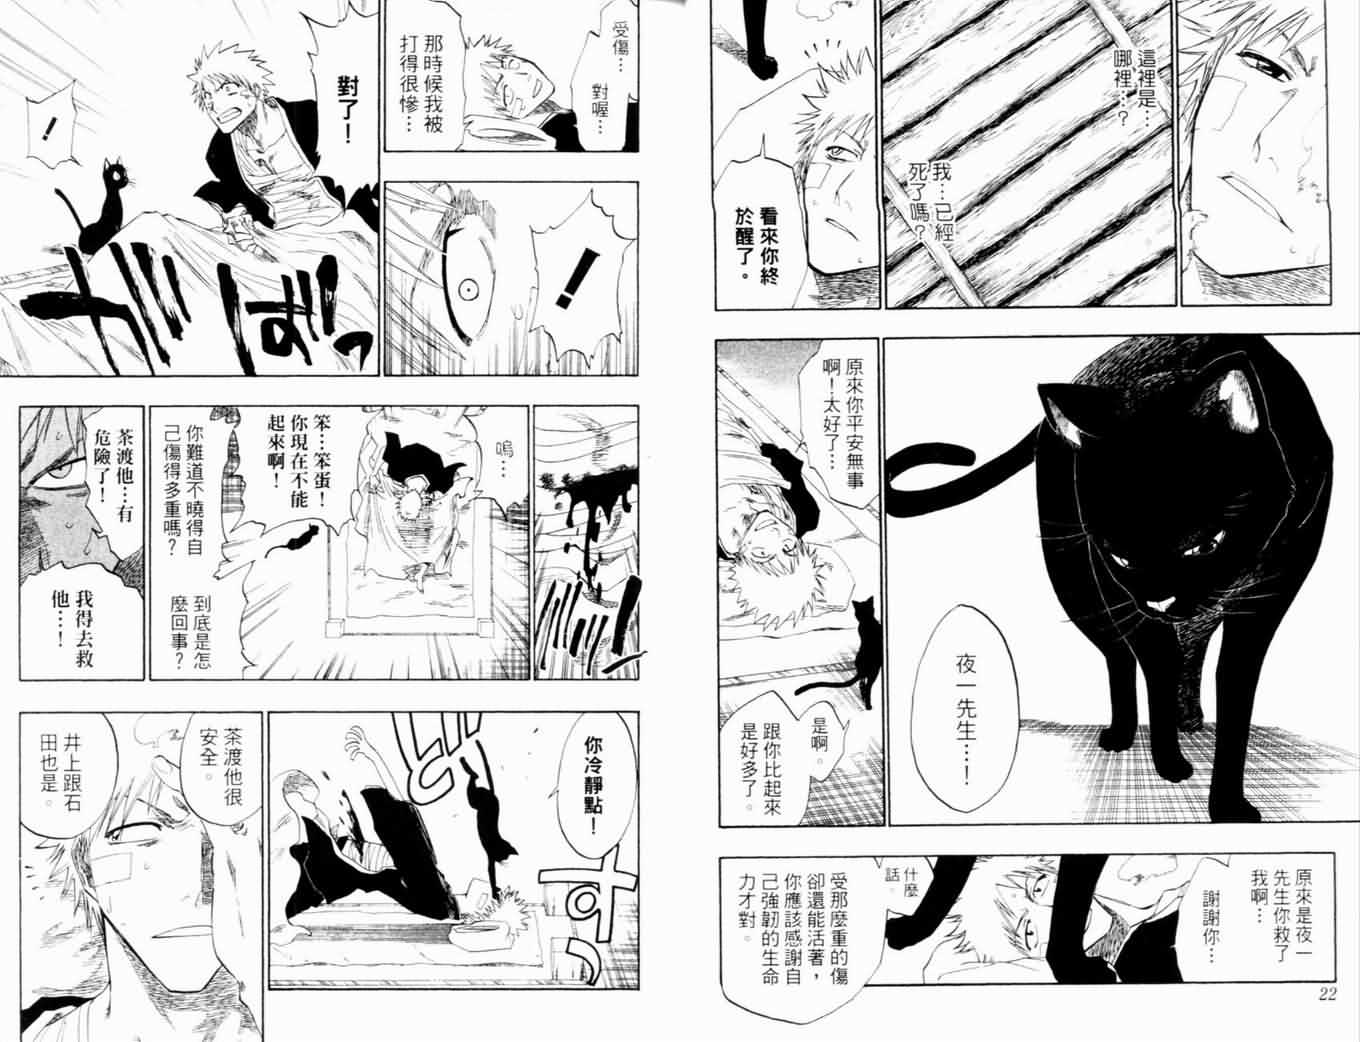 這裡是…
哪裡…？
我…已經
死了嗎？
看來你終
於醒了。
夜一先生…！
原來你平安無事
啊！太好了…
是啊。
跟你比起來
是好多了。
原來是夜一
先生你救了
我啊…
謝謝你…
什麼
話。
受那麼重的傷
卻還能活著，
你應該感謝自
己強韌的生命
力才對。
22
受傷…
對喔…
那時候我被
打得很慘…
！
對了！
！
ガばっ
嗚…
笨…笨蛋！
你現在不能
起來啊！
你難道不曉得自
己傷得多重嗎？
到底是怎
麼回事？
茶渡他…有
危險了！
我得去救
他…！
你冷靜點！
茶渡他很
安全。
井上跟石
田也是。